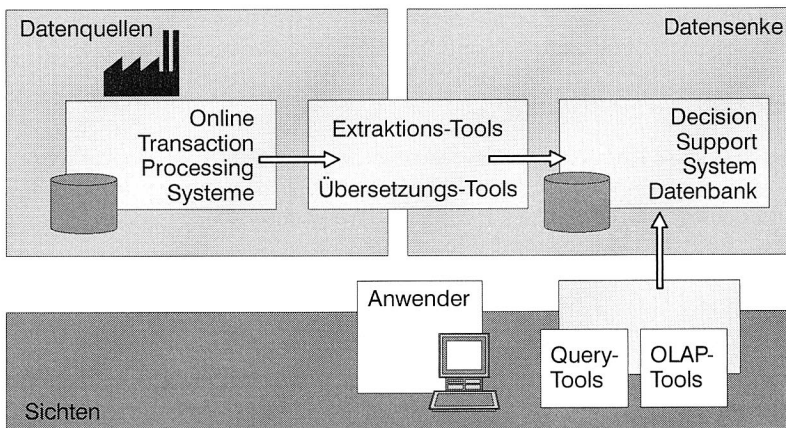 Datenquellen
Datensenke
Online
Transaction
Processing
Systeme
Extraktions-Tools
Übersetzungs-Tools
Decision
Support
System
Datenbank
Anwender
Query-
Tools
OLAP-
Tools
Sichten